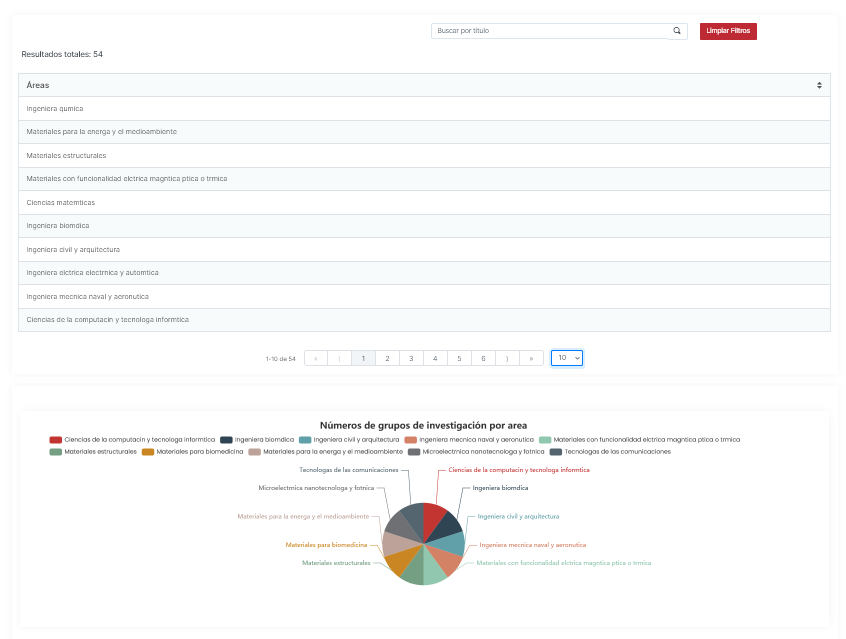 Buscar por título
Limpiar Filtros
Resultados totales: 54
Áreas
Ingeniera qumica
Materiales para la energa y el medioambiente
Materiales estructurales
Materiales con funcionalidad elctrica magntica ptica o trmica
Ciencias matemticas
Ingeniera biomdica
Ingeniera civil y arquitectura
Ingeniera elctrica electrnica y automtica
Ingeniera mecnica naval y aeronutica
Ciencias de la computacin y tecnologa informtica
1-10 de 54 « ⟨ 1 2 3 4 5 6 ⟩ » 10
Números de grupos de investigación por area
Ciencias de la computacin y tecnologa informtica Ingeniera biomdica Ingeniera civil y arquitectura Ingeniera mecnica naval y aeronutica Materiales con funcionalidad elctrica magntica ptica o trmica
Materiales estructurales Materiales para biomedicina Materiales para la energa y el medioambiente Microelectrnica nanotecnologa y fotnica Tecnologas de las comunicaciones
Tecnologas de las comunicaciones Ciencias de la computacin y tecnologa informtica
Microelectrnica nanotecnologa y fotnica Ingeniera biomdica
Materiales para la energa y el medioambiente Ingeniera civil y arquitectura
Materiales para biomedicina Ingeniera mecnica naval y aeronutica
Materiales estructurales Materiales con funcionalidad elctrica magntica ptica o trmica